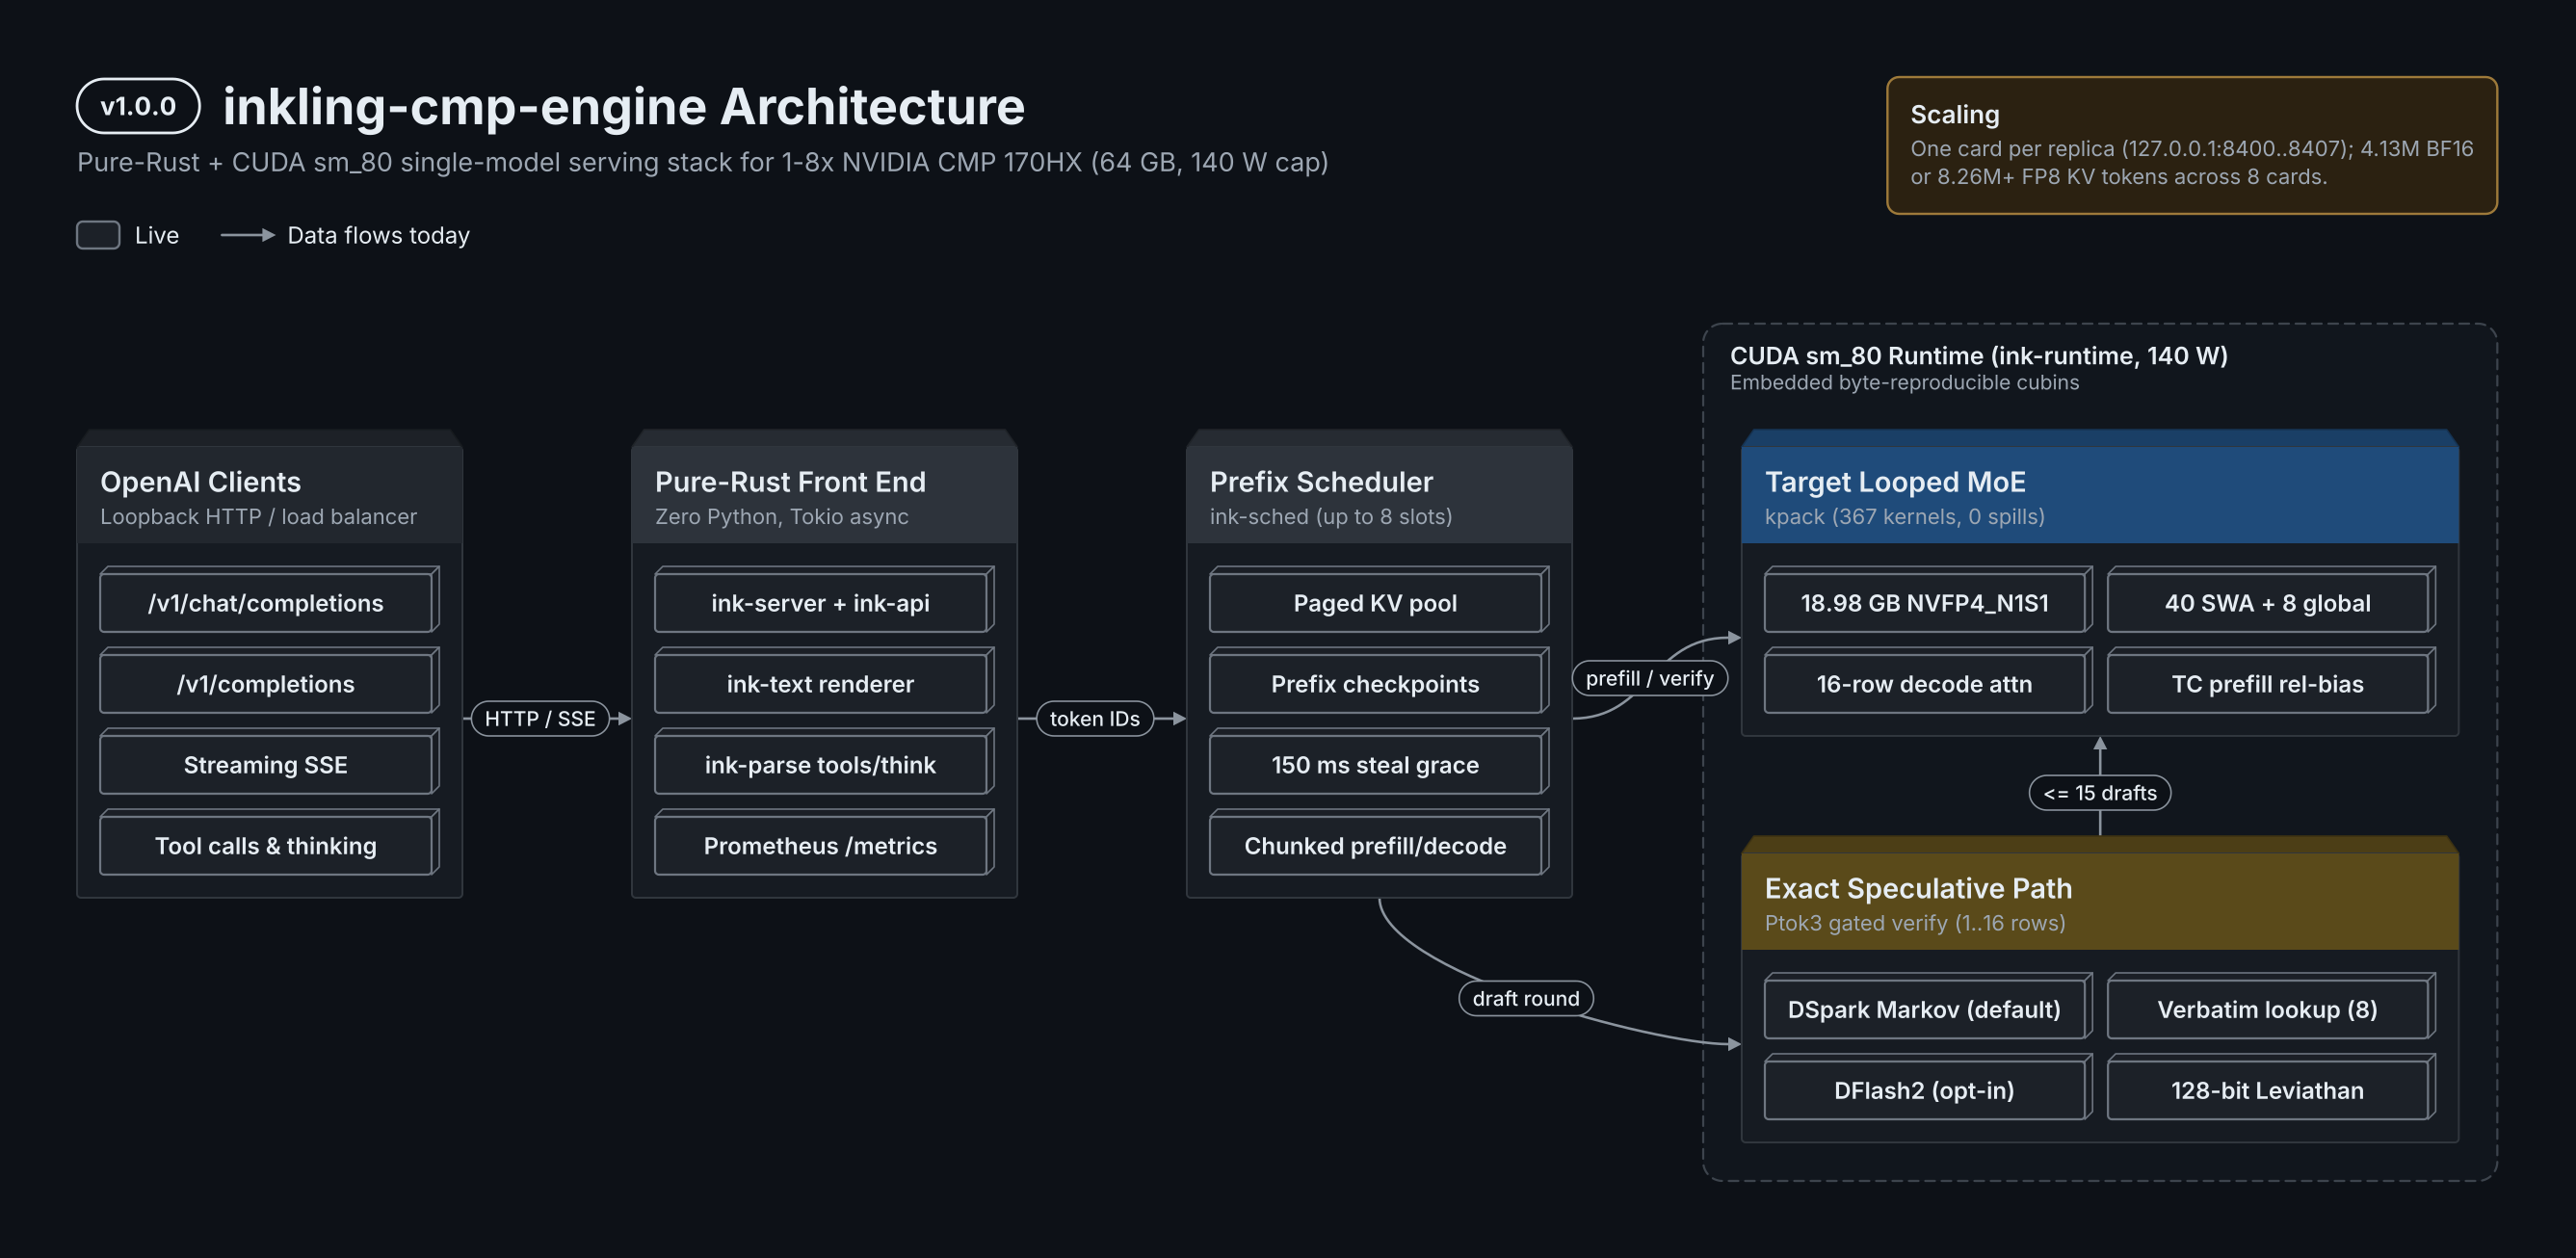 v1.0.0
inkling-cmp-engine Architecture
Pure-Rust + CUDA sm_80 single-model serving stack for 1-8x NVIDIA CMP 170HX (64 GB, 140 W cap)
Live
Data flows today
Scaling
One card per replica (127.0.0.1:8400..8407); 4.13M BF16
or 8.26M+ FP8 KV tokens across 8 cards.
OpenAI Clients
Loopback HTTP / load balancer
/v1/chat/completions
/v1/completions
Streaming SSE
Tool calls & thinking
HTTP / SSE
Pure-Rust Front End
Zero Python, Tokio async
ink-server + ink-api
ink-text renderer
ink-parse tools/think
Prometheus /metrics
token IDs
Prefix Scheduler
ink-sched (up to 8 slots)
Paged KV pool
Prefix checkpoints
150 ms steal grace
Chunked prefill/decode
prefill / verify
draft round
CUDA sm_80 Runtime (ink-runtime, 140 W)
Embedded byte-reproducible cubins
Target Looped MoE
kpack (367 kernels, 0 spills)
18.98 GB NVFP4_N1S1
40 SWA + 8 global
16-row decode attn
TC prefill rel-bias
<= 15 drafts
Exact Speculative Path
Ptok3 gated verify (1..16 rows)
DSpark Markov (default)
Verbatim lookup (8)
DFlash2 (opt-in)
128-bit Leviathan